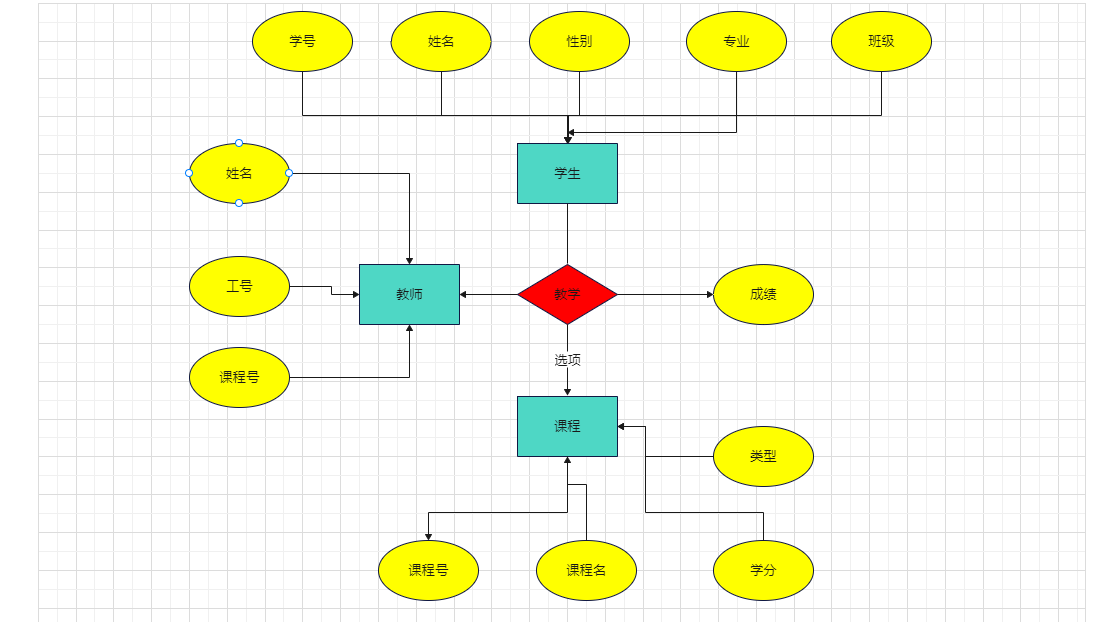 学号
姓名
性别
专业
班级
姓名
学生
工号
教师
教学
成绩
选项
课程号
课程
类型
课程号
课程名
学分